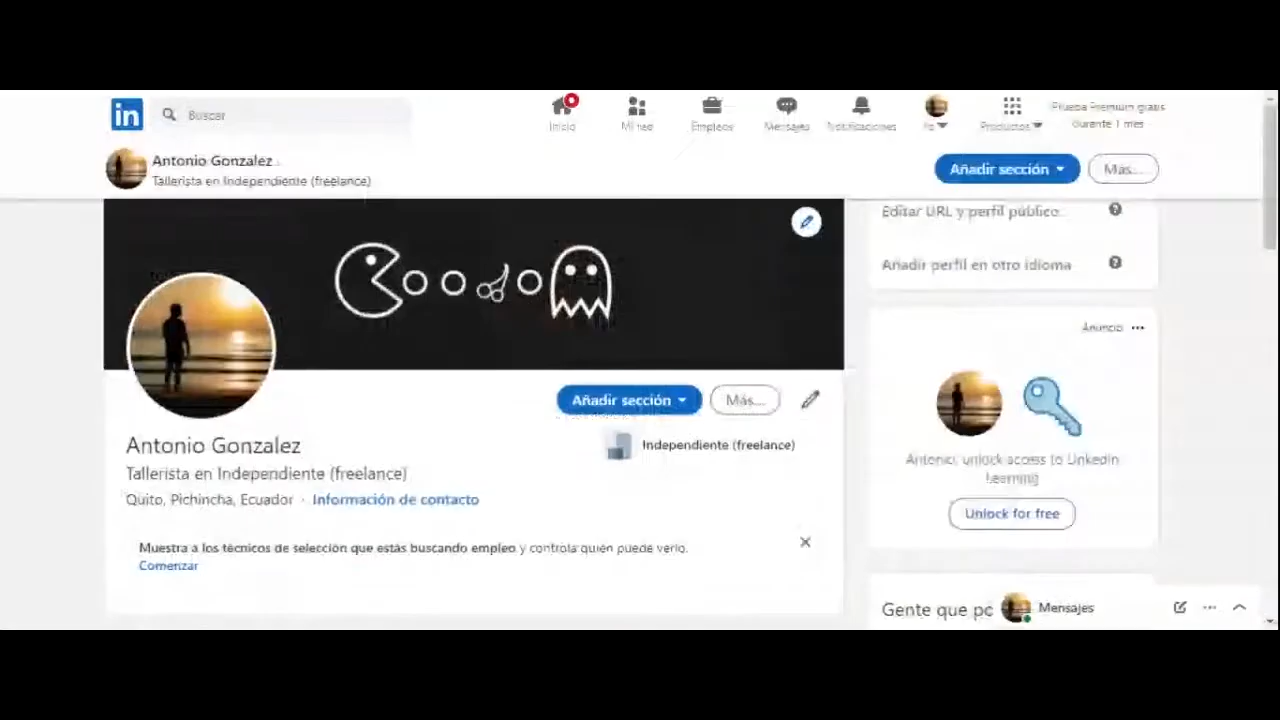 in
Buscar
Inicio
Mi red
Empleos
Mensajes
Notificaciones
Yo
Productos
Prueba Premium gratis
durante 1 mes
Antonio Gonzalez
Tallerista en Independiente (freelance)
Añadir sección
Más...
Editar URL y perfil público
Añadir perfil en otro idioma
Anuncio
Antonio, unlock access to LinkedIn
Learning
Unlock for free
Añadir sección
Más...
Antonio Gonzalez
Independiente (freelance)
Tallerista en Independiente (freelance)
Quito, Pichincha, Ecuador · Información de contacto
Muestra a los técnicos de selección que estás buscando empleo y controla quién puede verlo.
Comenzar
Gente que
Mensajes